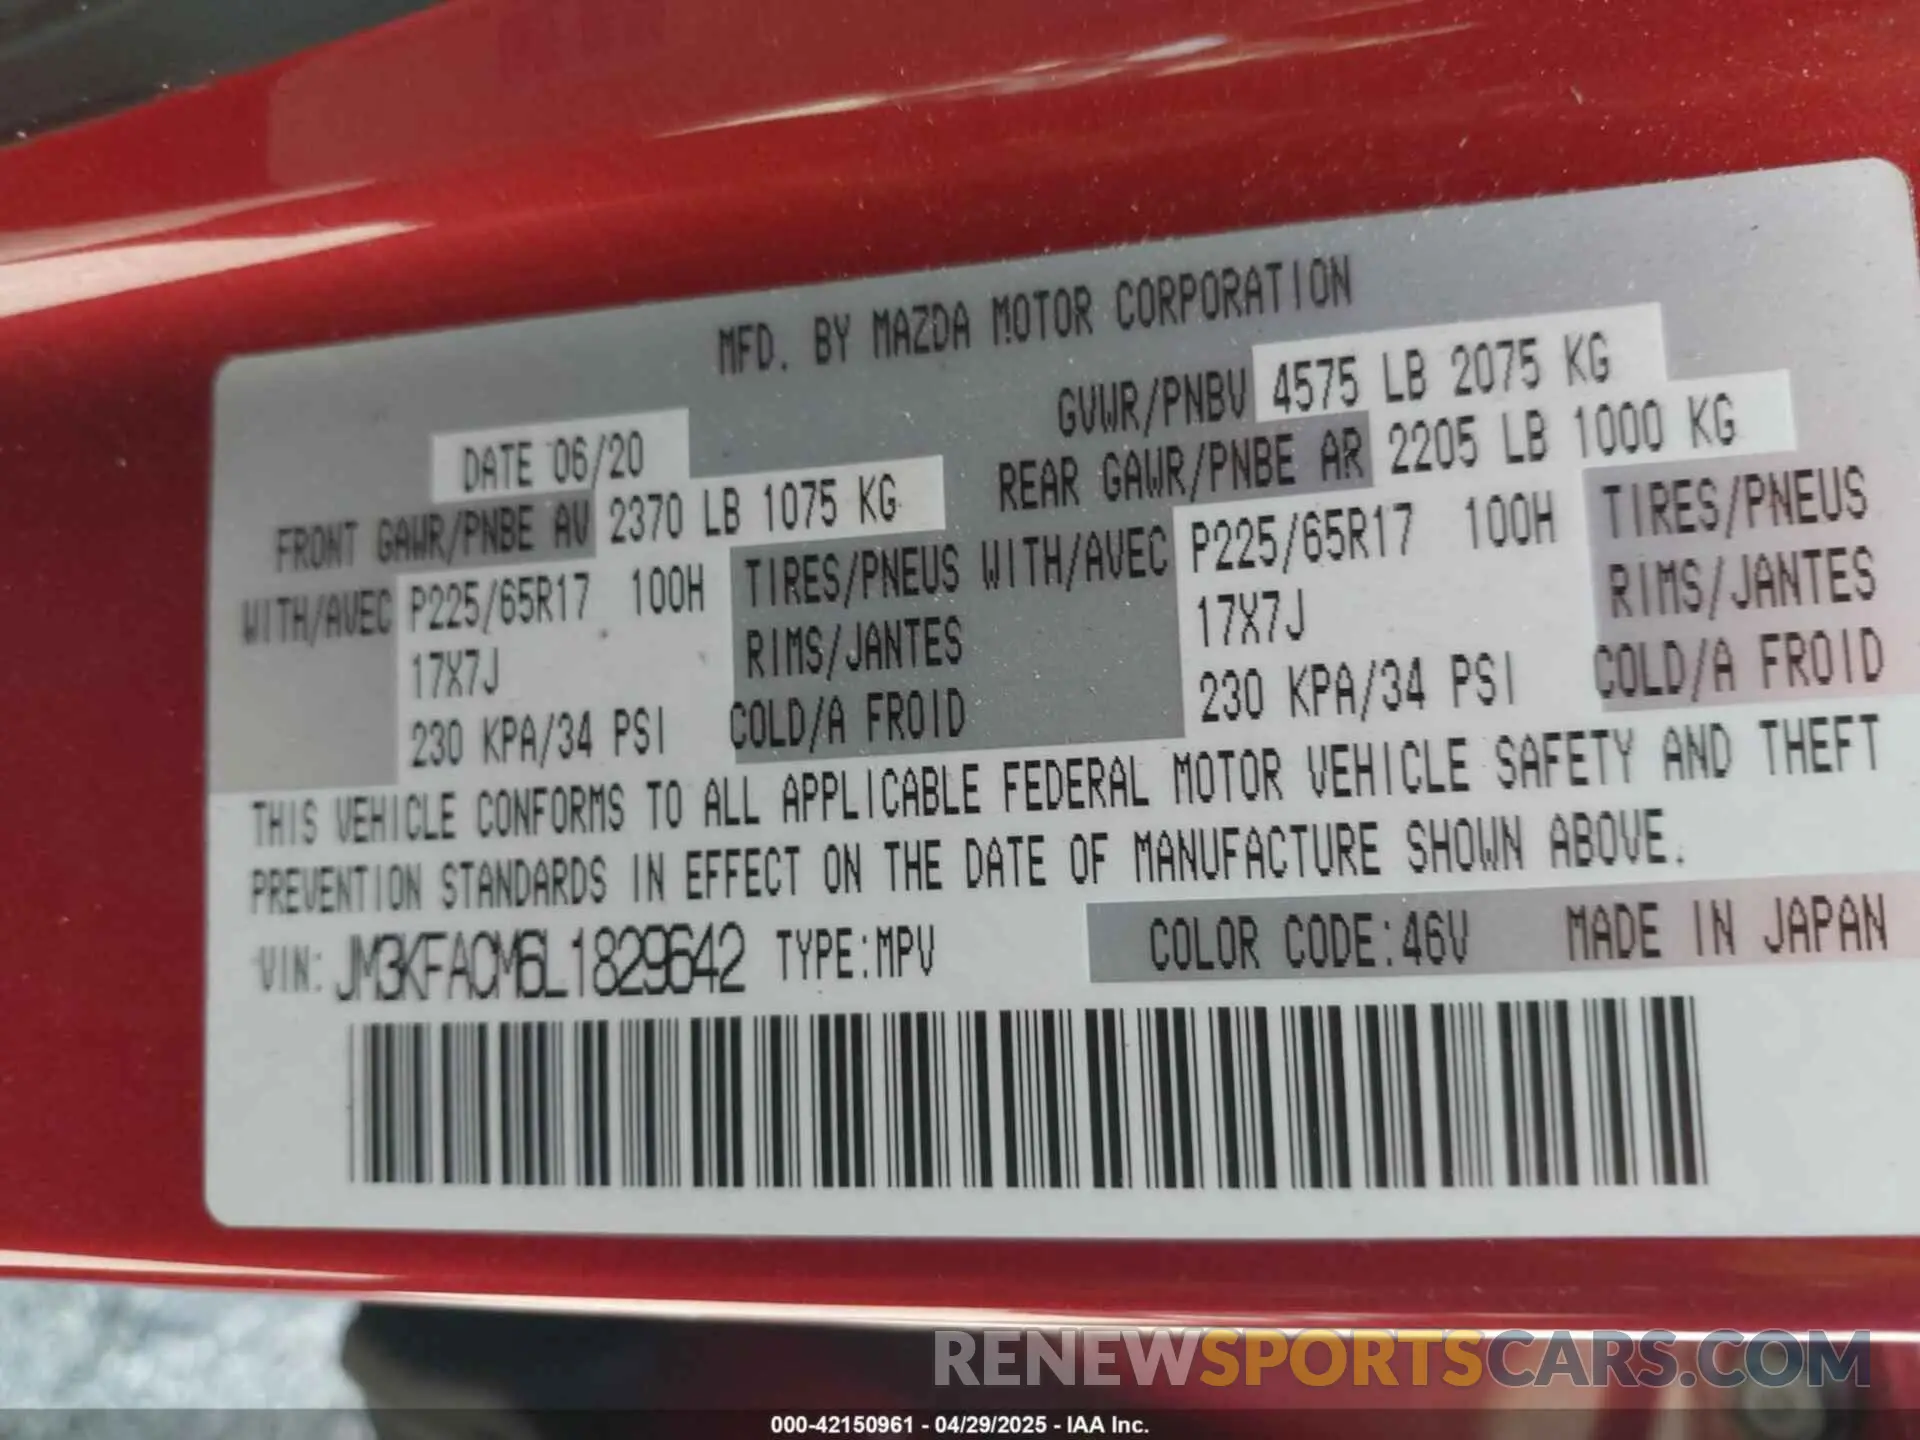 MFD. BY MAZDA MOTOR CORPORATION
DATE 06/20 GVWR/PNBV 4575 LB 2075 KG
FRONT GAWR/PNBE AV 2370 LB 1075 KG REAR GAWR/PNBE AR 2205 LB 1000 KG
WITH/AVEC P225/65R17 100H TIRES/PNEUS WITH/AVEC P225/65R17 100H TIRES/PNEUS
17X7J RIMS/JANTES 17X7J RIMS/JANTES
230 KPA/34 PSI COLD/A FROID 230 KPA/34 PSI COLD/A FROID
THIS VEHICLE CONFORMS TO ALL APPLICABLE FEDERAL MOTOR VEHICLE SAFETY AND THEFT
PREVENTION STANDARDS IN EFFECT ON THE DATE OF MANUFACTURE SHOWN ABOVE.
VIN: JM3KFACM6L1829642 TYPE:MPV COLOR CODE:46V MADE IN JAPAN
RENEWSPORTSCARS.COM
000-42150961 - 04/29/2025 - IAA Inc.